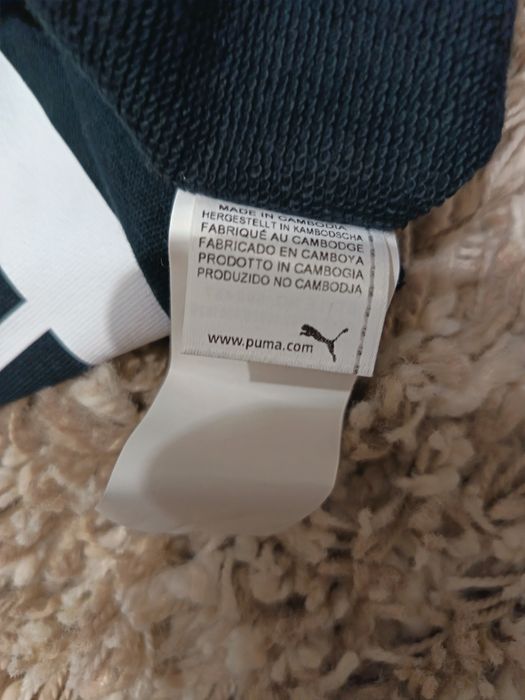 MADE IN CAMBODIA
HERGESTELLT IN KAMBODSCHA
FABRIQUÉ AU CAMBODGE
FABRICADO EN CAMBOYA
PRODOTTO IN CAMBOGIA
PRODUZIDO NO CAMBODJA
www.puma.com